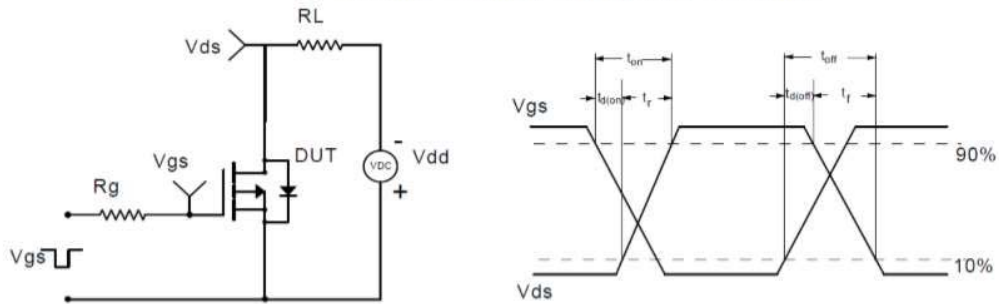 RL
Vds
Vgs
DUT
VDC
-
Vdd
+
Rg
Vgs
ton
toff
td(on)
tr
td(off)
tf
Vgs
90%
10%
Vds